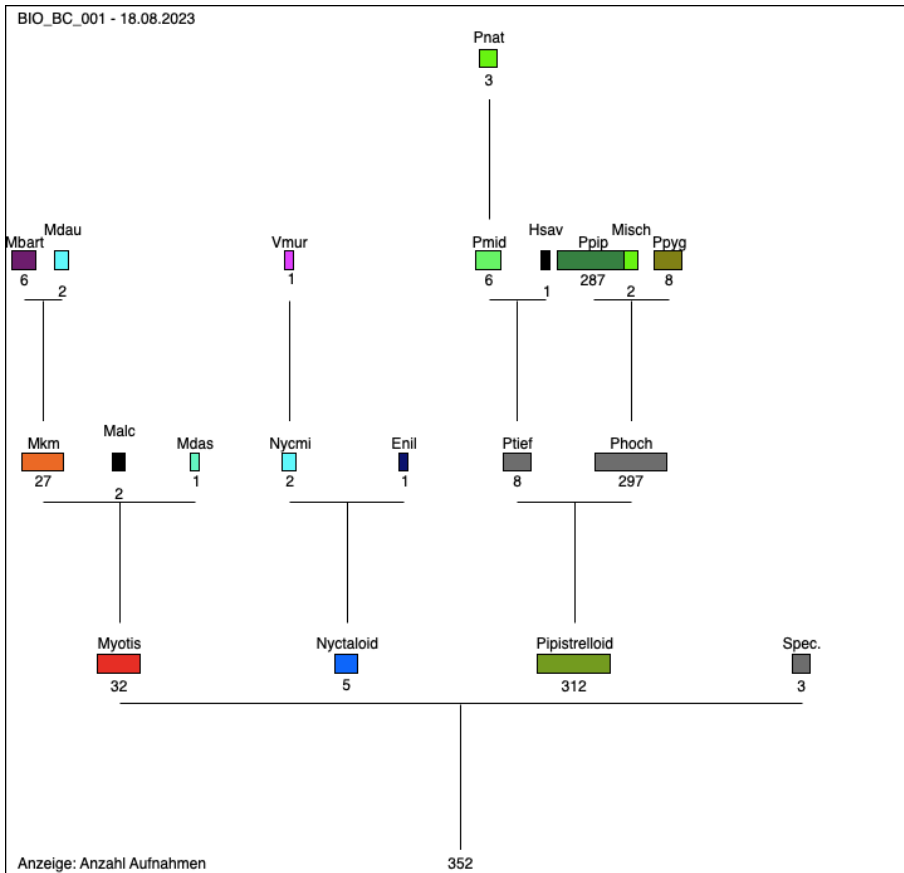 BIO_BC_001 - 18.08.2023
Pnat
3
Mbart
Mdau
Vmur
Pmid
Hsav
Ppip
Misch
Ppyg
6
2
1
6
1
287
2
8
Mkm
Malc
Mdas
Nycmi
Enil
Ptief
Phoch
27
2
1
2
1
8
297
Myotis
Nyctaloid
Pipistrelloid
Spec.
32
5
312
3
Anzeige: Anzahl Aufnahmen
352